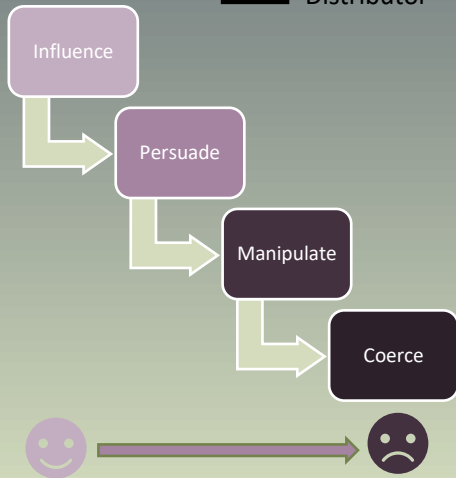 Distributor
Influence
Persuade
Manipulate
Coerce